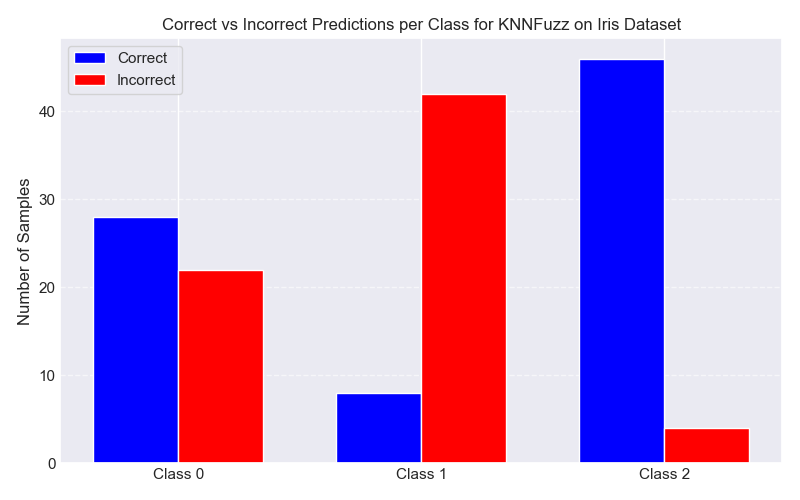 Correct vs Incorrect Predictions per Class for KNNFuzz on Iris Dataset
Correct
Incorrect
Number of Samples
40
30
20
10
0
Class 0
Class 1
Class 2